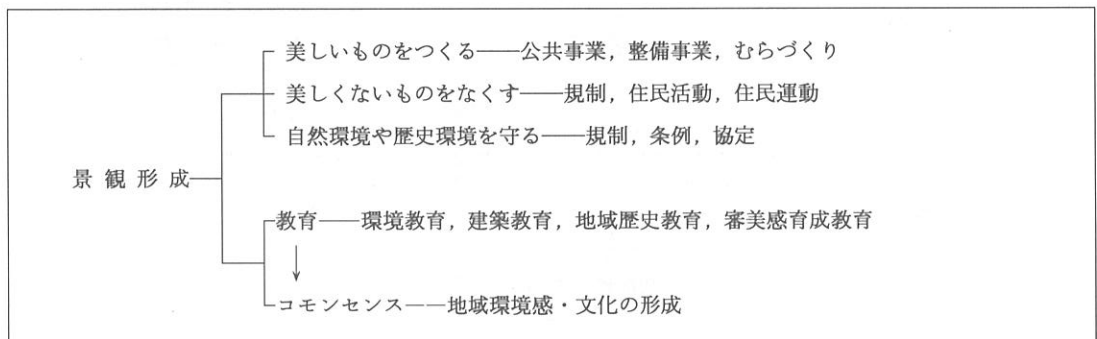 美しいものをつくる──公共事業，整備事業，むらづくり
美しくないものをなくす──規制，住民活動，住民運動
自然環境や歴史環境を守る──規制，条例，協定
景観形成
教育──環境教育，建築教育，地域歴史教育，審美感育成教育
コモンセンス──地域環境感・文化の形成